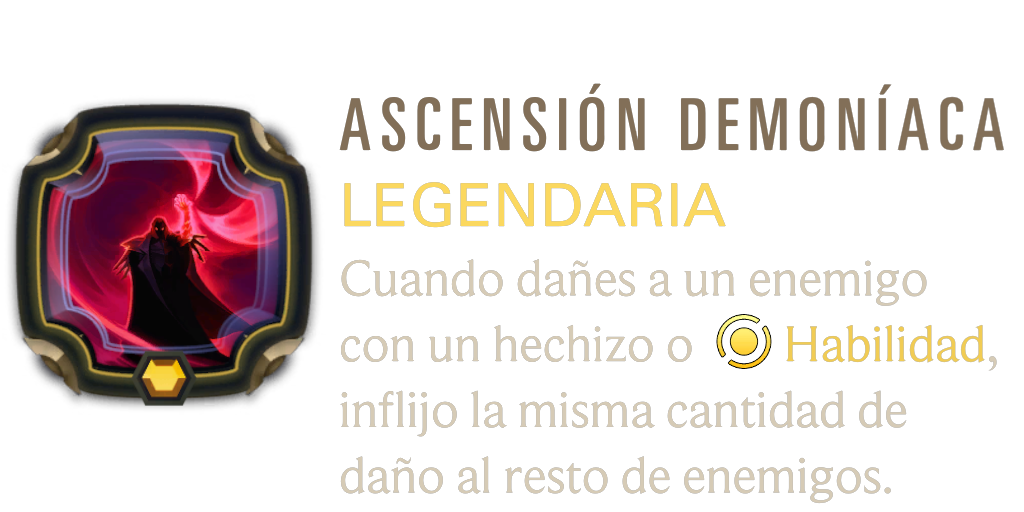 ASCENSIÓN DEMONÍACA
LEGENDARIA
Cuando dañes a un enemigo
con un hechizo o Habilidad,
inflijo la misma cantidad de
daño al resto de enemigos.